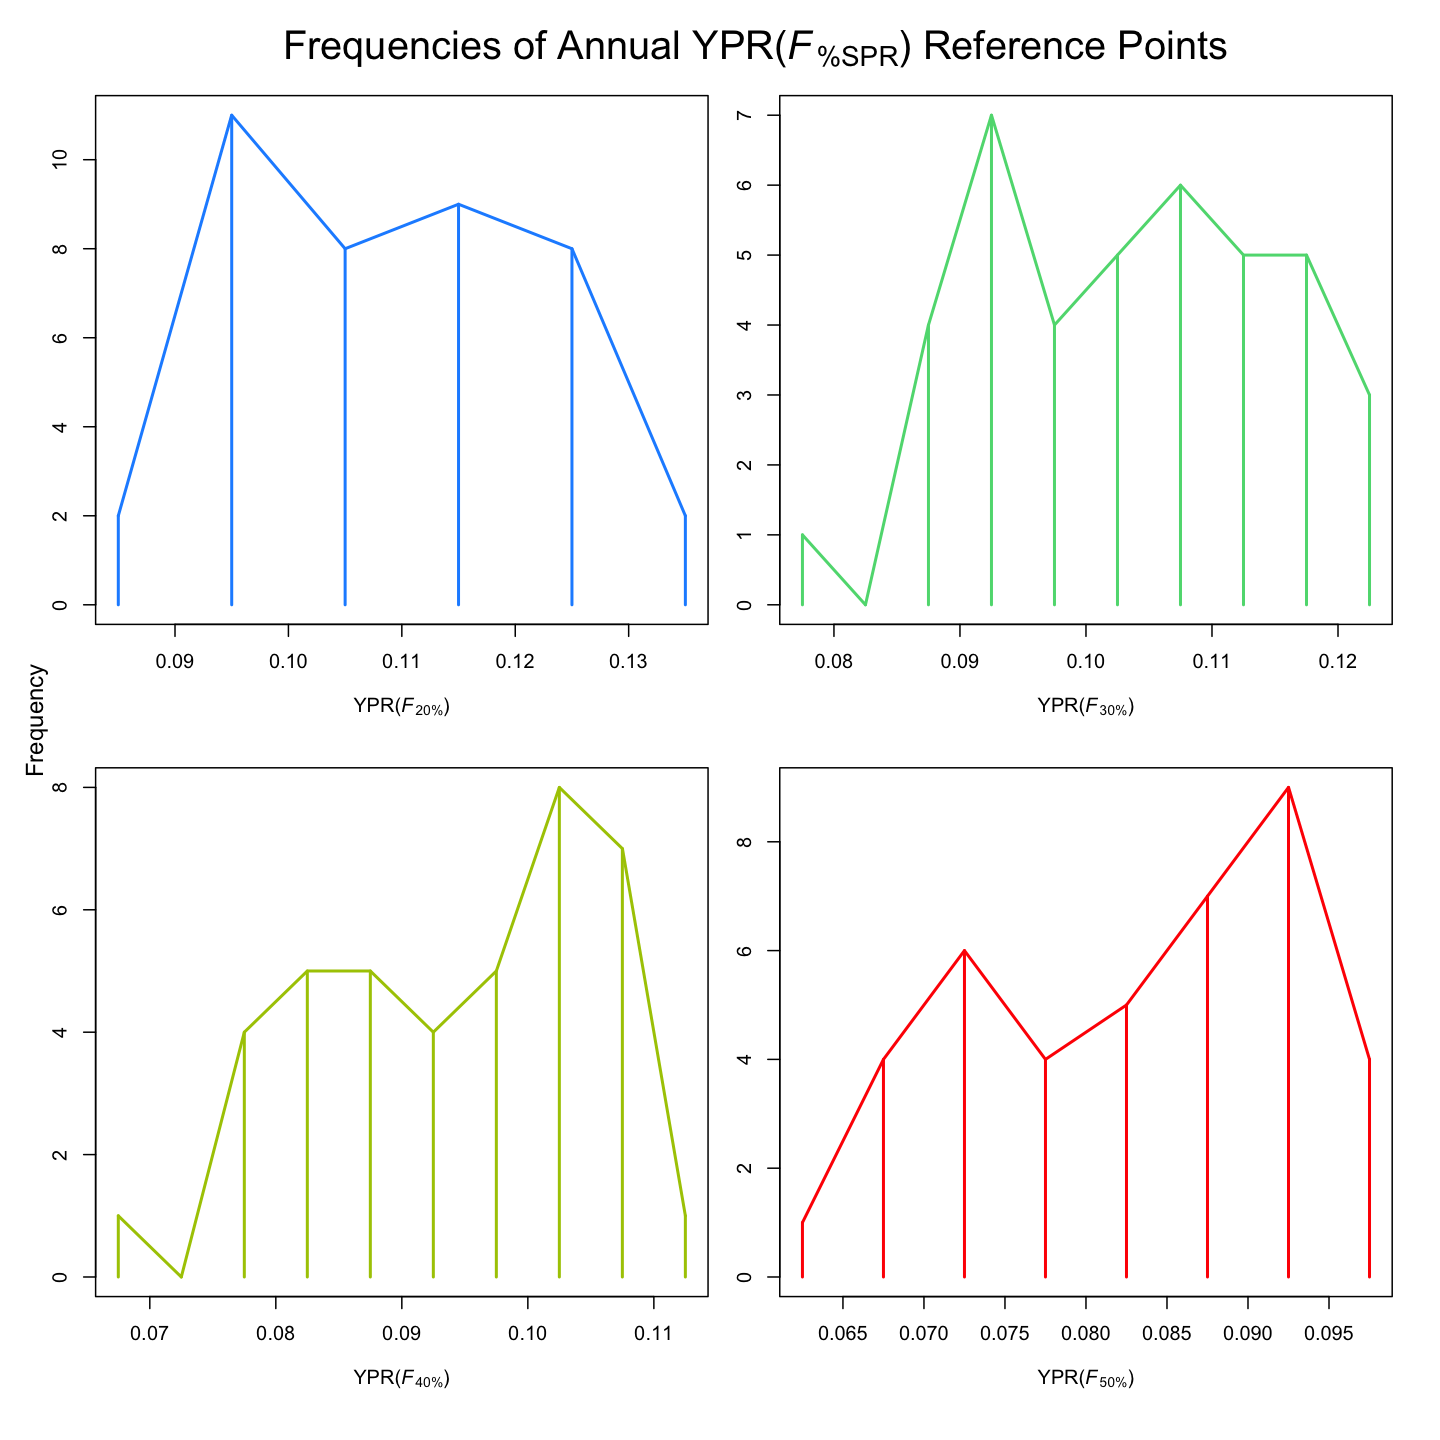 Frequencies of Annual YPR(F%SPR) Reference Points
Frequency
0 2 4 6 8 10
0.09 0.10 0.11 0.12 0.13
YPR(F20%)
0 1 2 3 4 5 6 7
0.08 0.09 0.10 0.11 0.12
YPR(F30%)
0 2 4 6 8
0.07 0.08 0.09 0.10 0.11
YPR(F40%)
0 2 4 6 8
0.065 0.070 0.075 0.080 0.085 0.090 0.095
YPR(F50%)